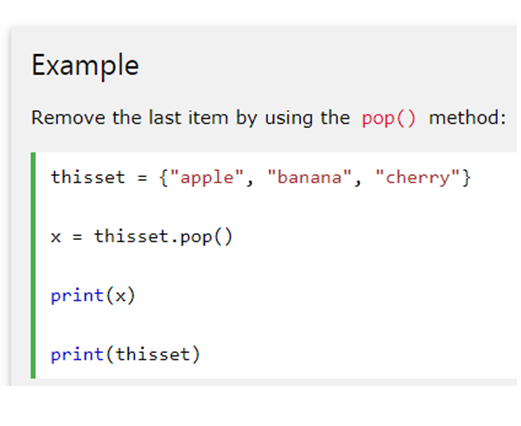 Example
Remove the last item by using the pop() method:
thisset = {"apple", "banana", "cherry"}
x = thisset.pop()
print(x)
print(thisset)